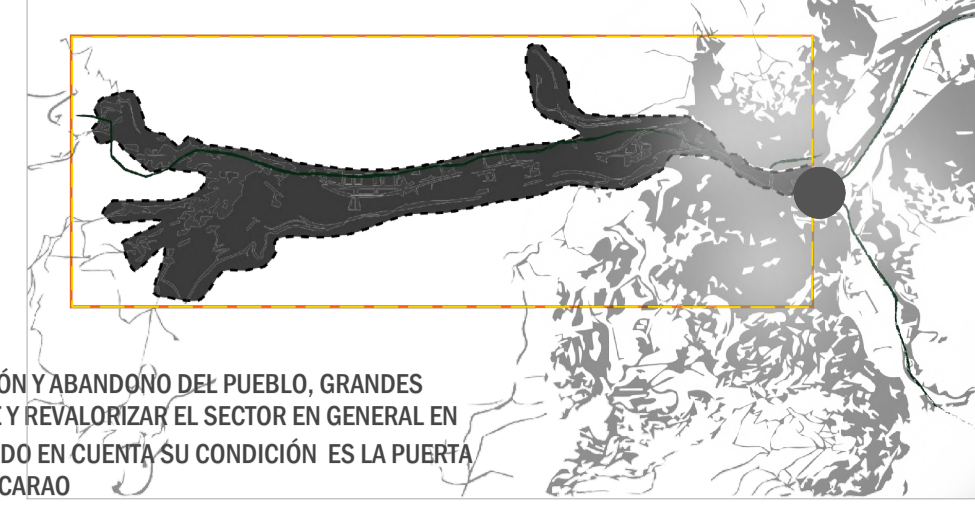 ÓN Y ABANDONO DEL PUEBLO, GRANDES
Y REVALORIZAR EL SECTOR EN GENERAL EN
DO EN CUENTA SU CONDICIÓN ES LA PUERTA
CARAO